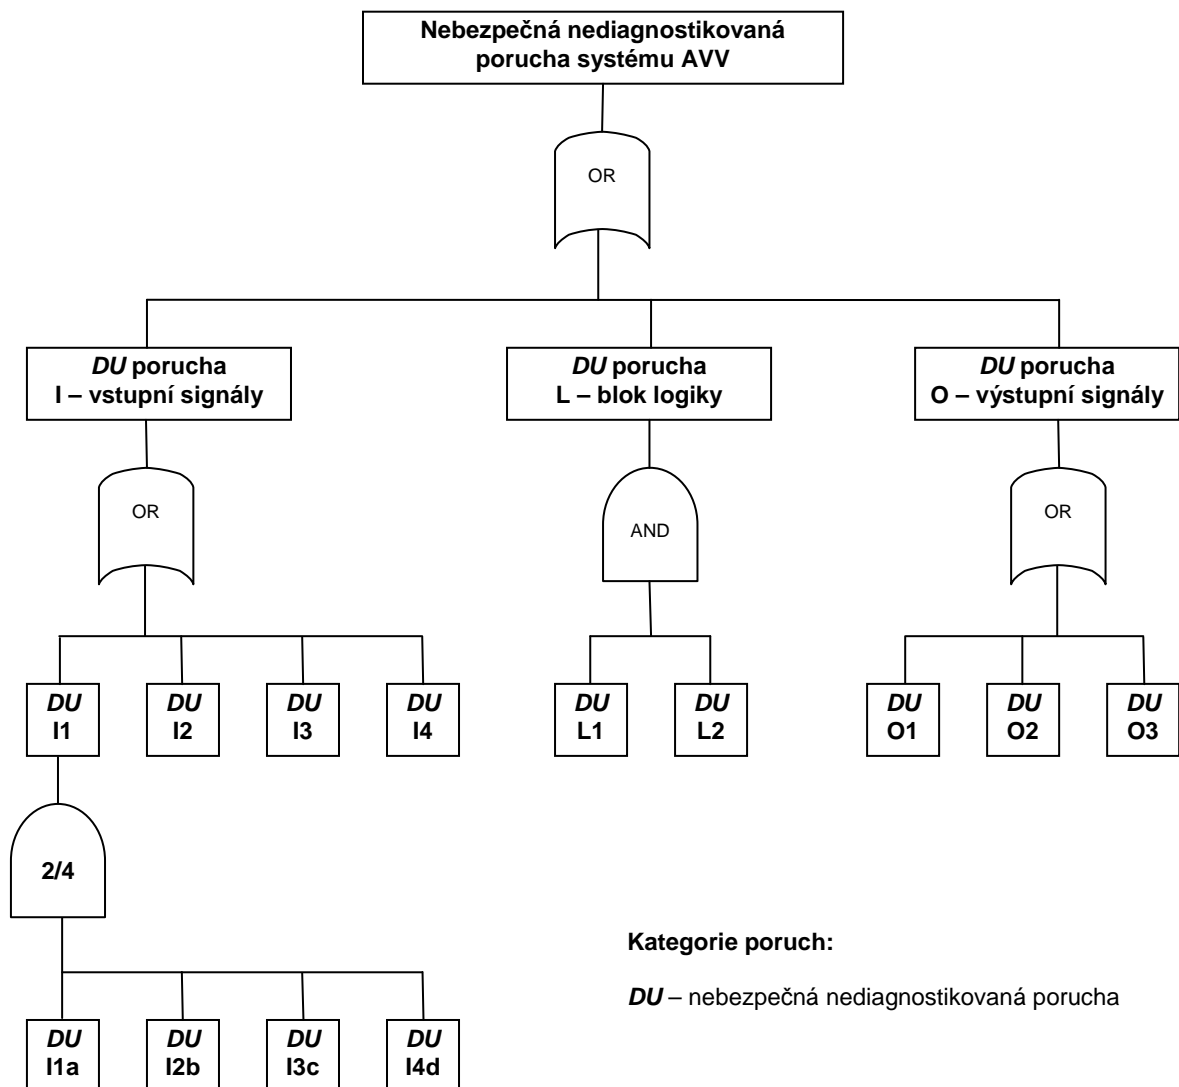 Nebezpečná nediagnostikovaná
porucha systému AVV
OR
DU porucha
I – vstupní signály
DU porucha
L – blok logiky
DU porucha
O – výstupní signály
OR
AND
OR
DU
I1
DU
I2
DU
I3
DU
I4
DU
L1
DU
L2
DU
O1
DU
O2
DU
O3
2/4
Kategorie poruch:
DU – nebezpečná nediagnostikovaná porucha
DU
I1a
DU
I2b
DU
I3c
DU
I4d